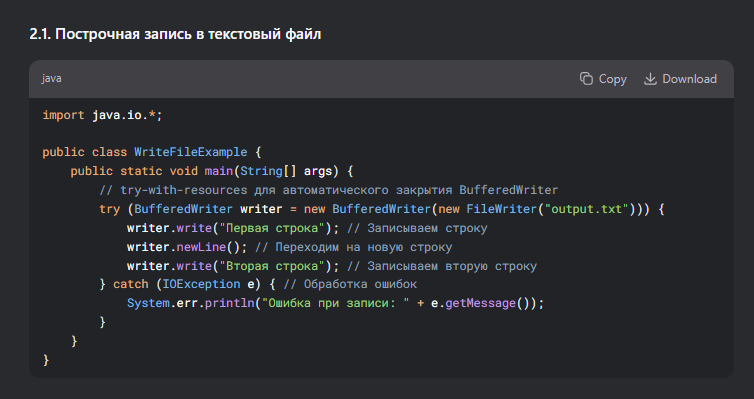 2.1. Построчная запись в текстовый файл
java
Copy
Download
import java.io.*;

public class WriteFileExample {
    public static void main(String[] args) {
        // try-with-resources для автоматического закрытия BufferedWriter
        try (BufferedWriter writer = new BufferedWriter(new FileWriter("output.txt"))) {
            writer.write("Первая строка"); // Записываем строку
            writer.newLine(); // Переходим на новую строку
            writer.write("Вторая строка"); // Записываем вторую строку
        } catch (IOException e) { // Обработка ошибок
            System.err.println("Ошибка при записи: " + e.getMessage());
        }
    }
}